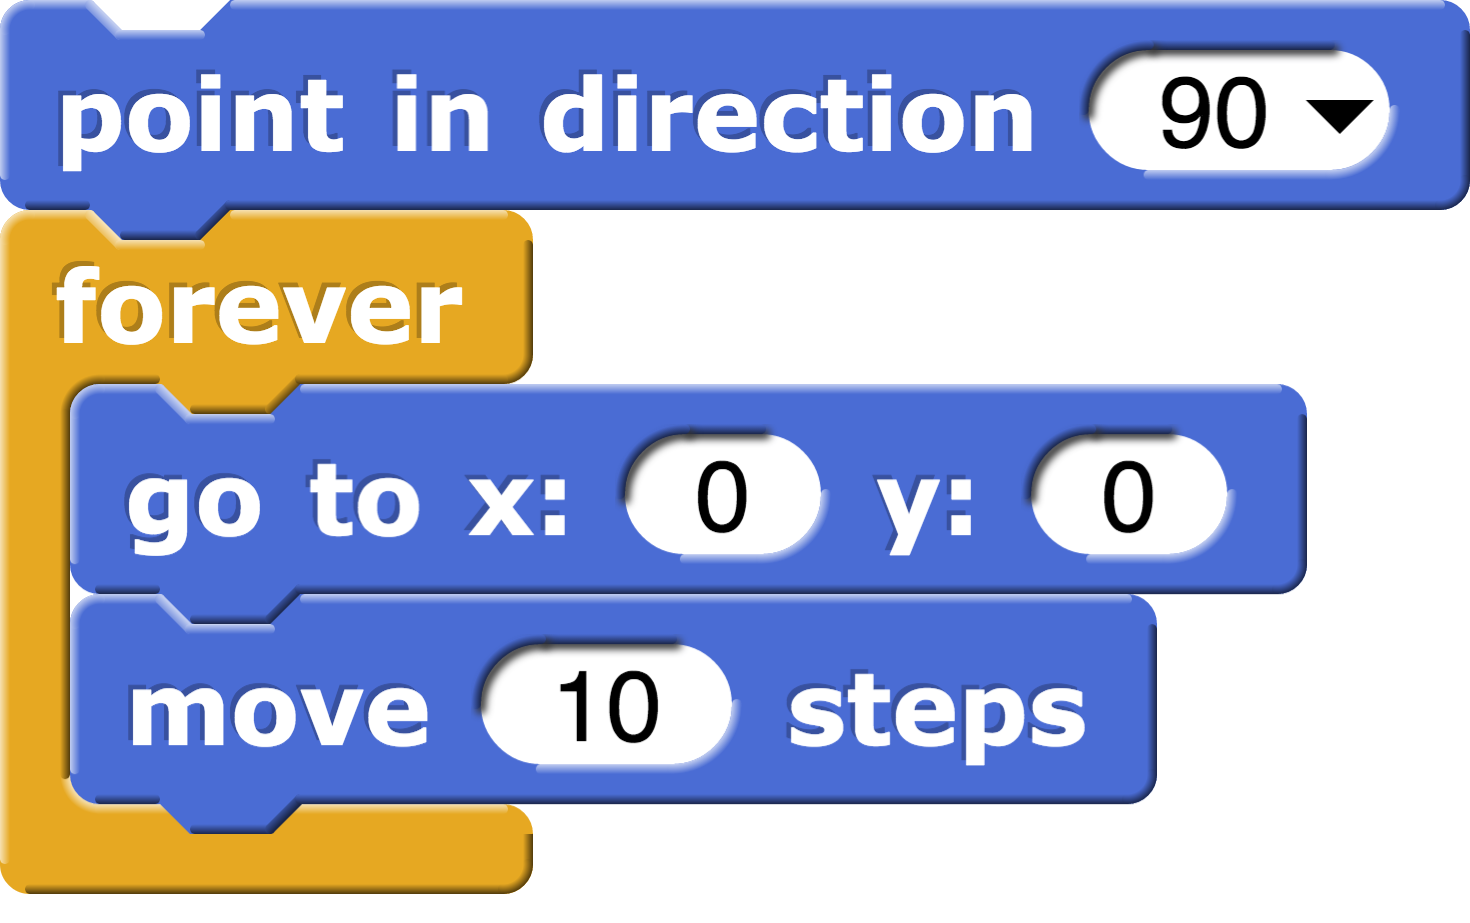 point in direction 90
forever
go to x: 0 y: 0
move 10 steps